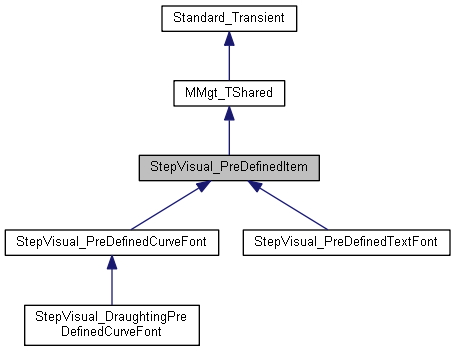 Standard_Transient
MMgt_TShared
StepVisual_PreDefinedItem
StepVisual_PreDefinedCurveFont
StepVisual_PreDefinedTextFont
StepVisual_DraughtingPre
DefinedCurveFont